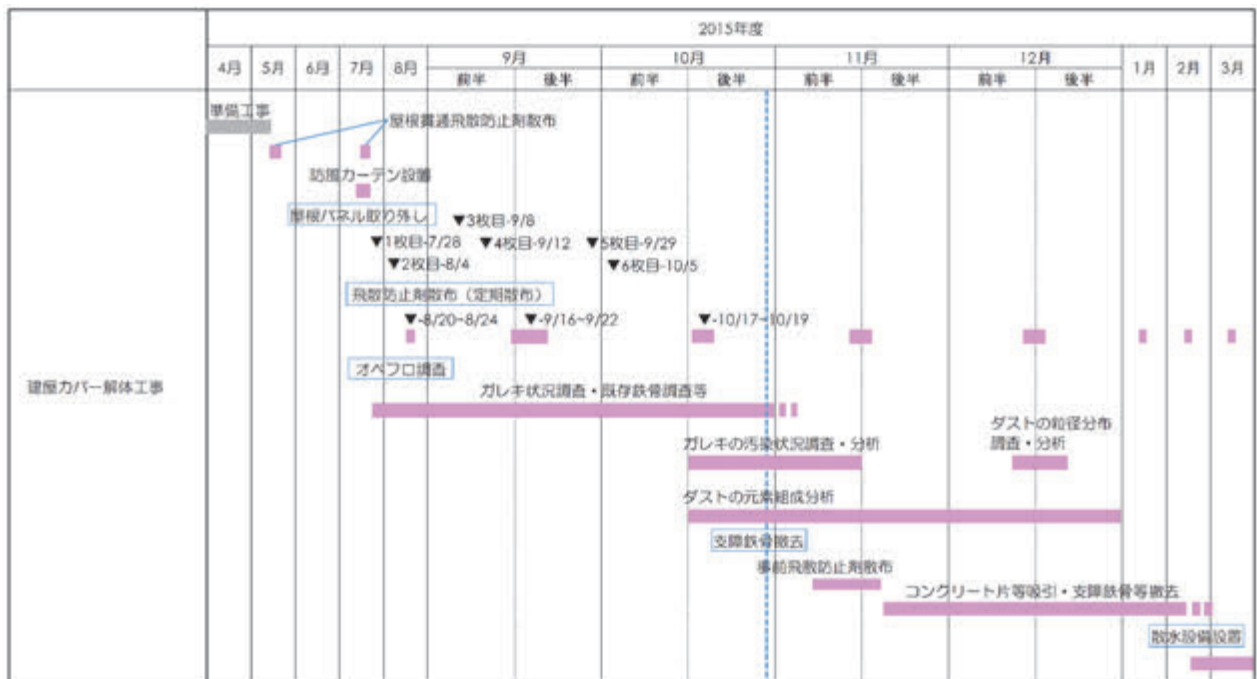 2015年度
4月 5月 6月 7月 8月 9月 10月 11月 12月 1月 2月 3月
前半 後半 前半 後半 前半 後半 前半 後半
建屋カバー解体工事
準備工事
屋根貫通飛散防止剤散布
防風カーテン設置
屋根パネル取り外し
▼3枚目-9/8
▼1枚目-7/28 ▼4枚目-9/12 ▼5枚目-9/29
▼2枚目-8/4 ▼6枚目-10/5
飛散防止剤散布（定期散布）
▼-8/20~8/24 ▼-9/16~9/22 ▼-10/17~10/19
オペフロ調査
ガレキ状況調査・既存鉄骨調査等
ガレキの汚染状況調査・分析
ダストの粒径分布
調査・分析
ダストの元素組成分析
支障鉄骨撤去
事前飛散防止剤散布
コンクリート片等吸引・支障鉄骨等撤去
散水設備設置